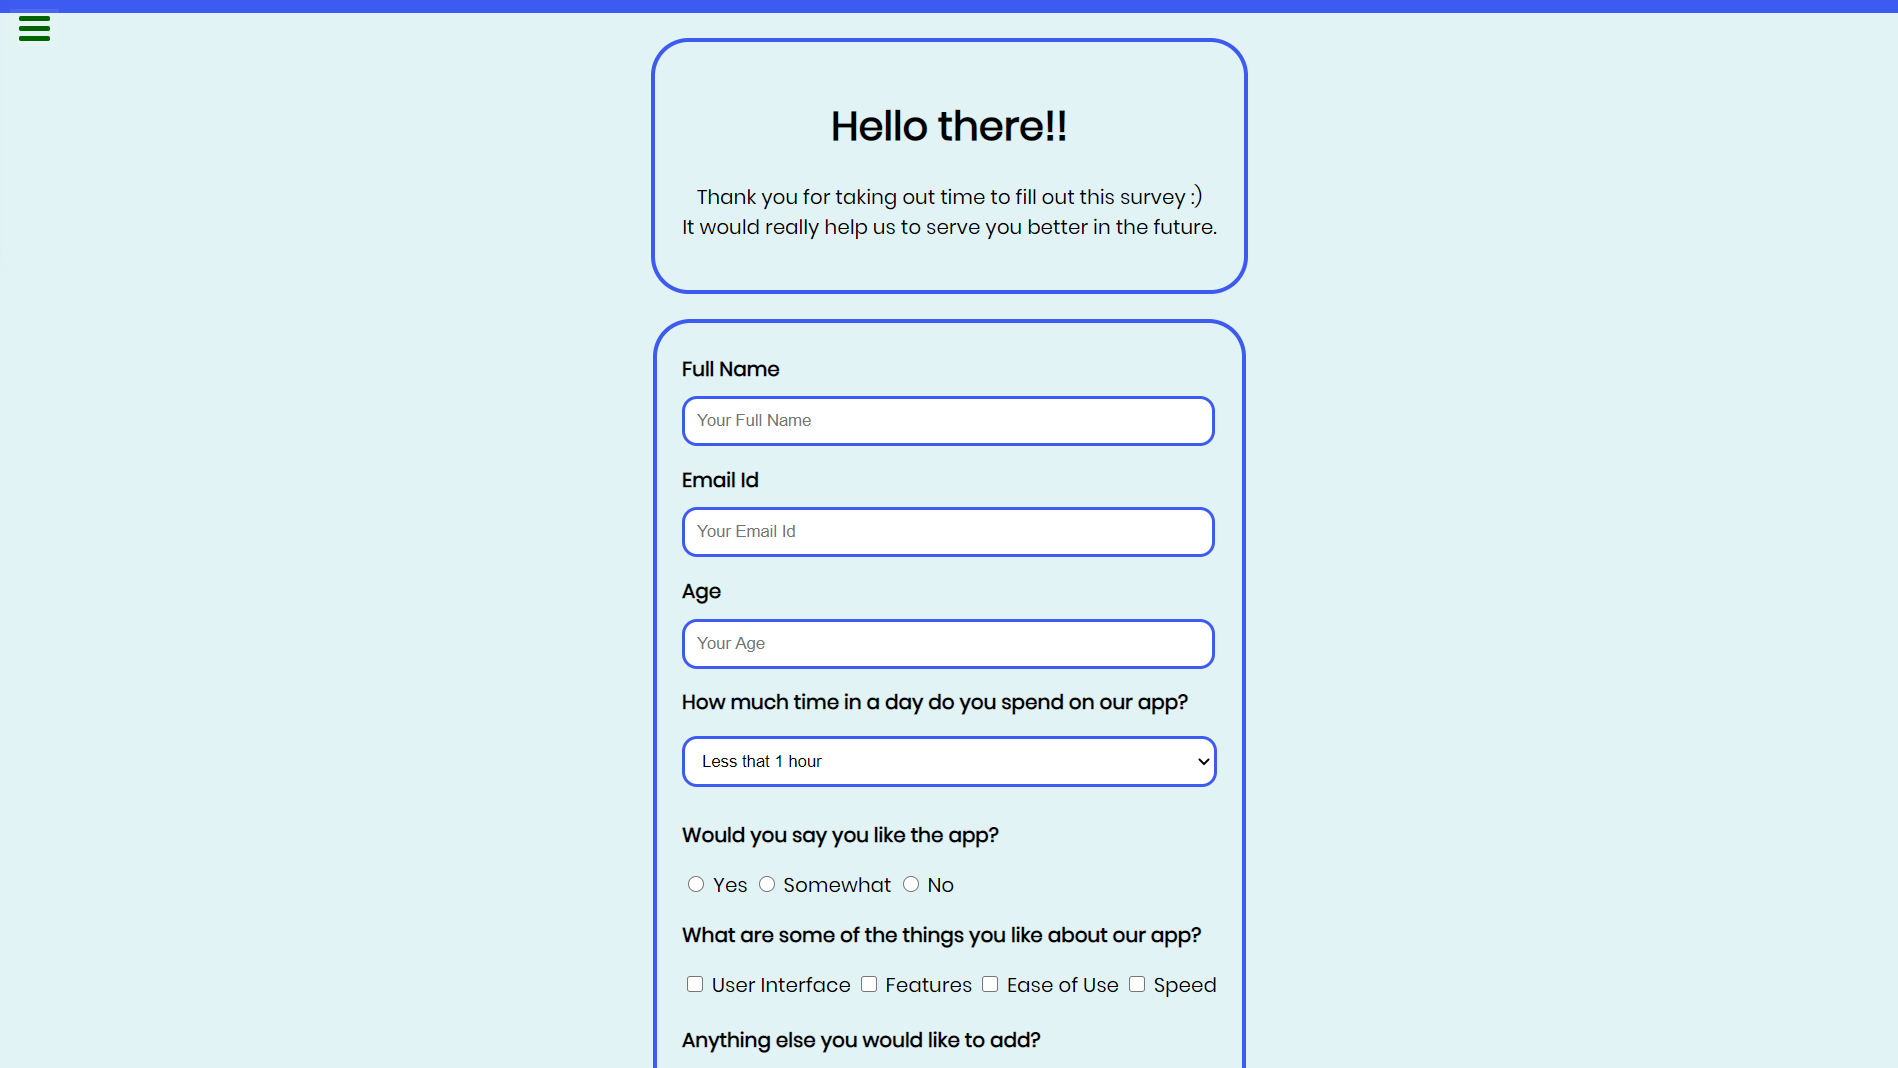 Hello there!!
Thank you for taking out time to fill out this survey :)
It would really help us to serve you better in the future.
Full Name
Your Full Name
Email Id
Your Email Id
Age
Your Age
How much time in a day do you spend on our app?
Less that 1 hour
Would you say you like the app?
Yes Somewhat No
What are some of the things you like about our app?
User Interface Features Ease of Use Speed
Anything else you would like to add?